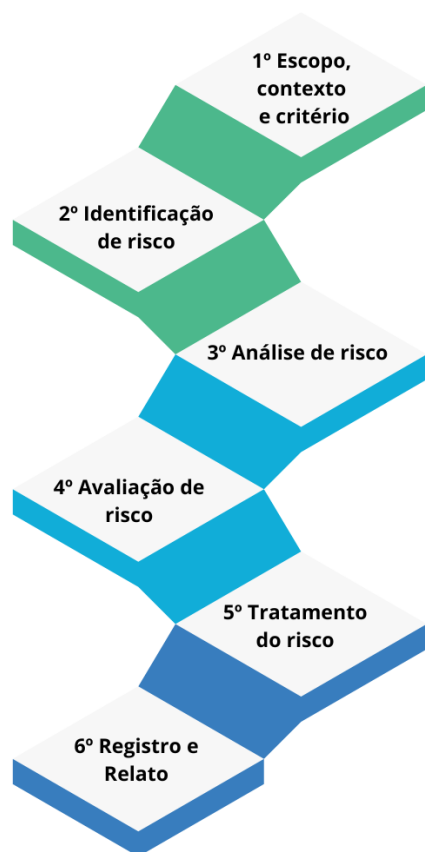 1º Escopo,
contexto
e critério
2º Identificação
de risco
3º Análise de risco
4º Avaliação de
risco
5º Tratamento
do risco
6º Registro e
Relato